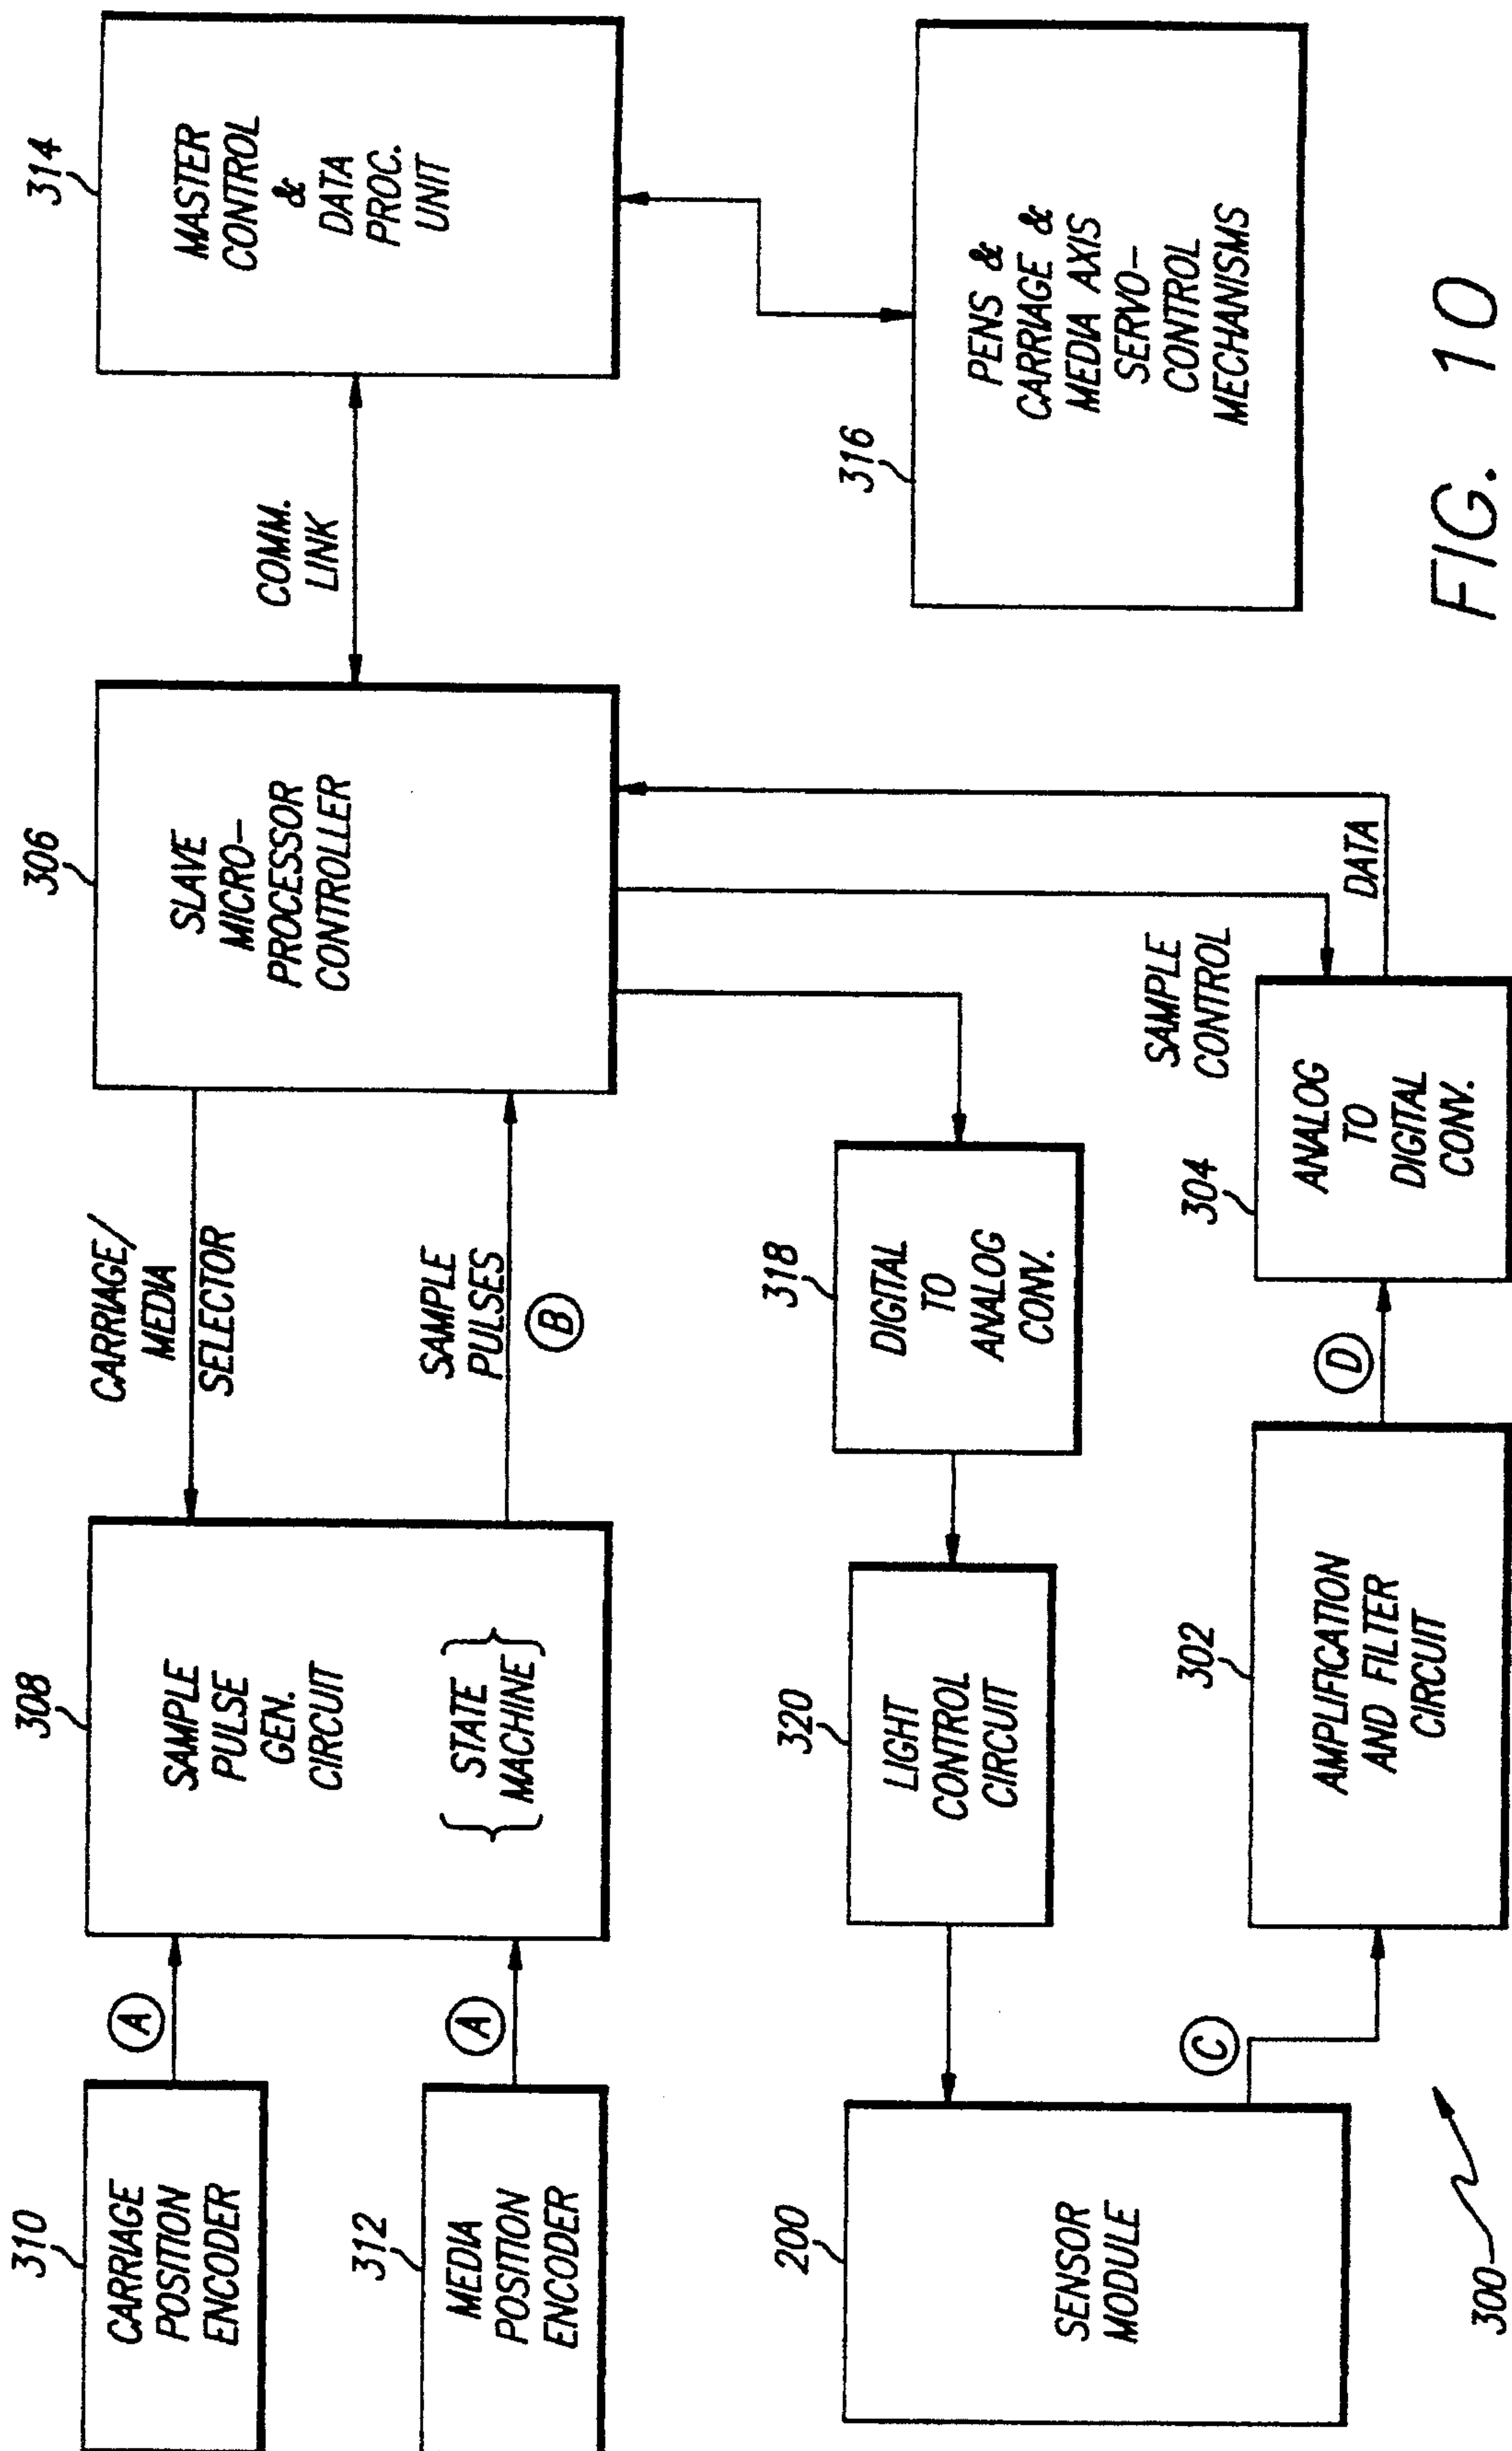 310
CARRIAGE
POSITION
ENCODER
A
308
SAMPLE
PULSE
GEN.
CIRCUIT
{ STATE }
{ MACHINE }
CARRIAGE/
MEDIA
SELECTOR
SAMPLE
PULSES
B
306
SLAVE
MICRO-
PROCESSOR
CONTROLLER
COMM.
LINK
314
MASTER
CONTROL
&
DATA
PROC.
UNIT
312
MEDIA
POSITION
ENCODER
A
200
SENSOR
MODULE
320
LIGHT
CONTROL
CIRCUIT
318
DIGITAL
TO
ANALOG
CONV.
316
PENS &
CARRIAGE &
MEDIA AXIS
SERVO-
CONTROL
MECHANISMS
C
302
AMPLIFICATION
AND FILTER
CIRCUIT
D
304
ANALOG
TO
DIGITAL
CONV.
SAMPLE
CONTROL
DATA
300
FIG. 10